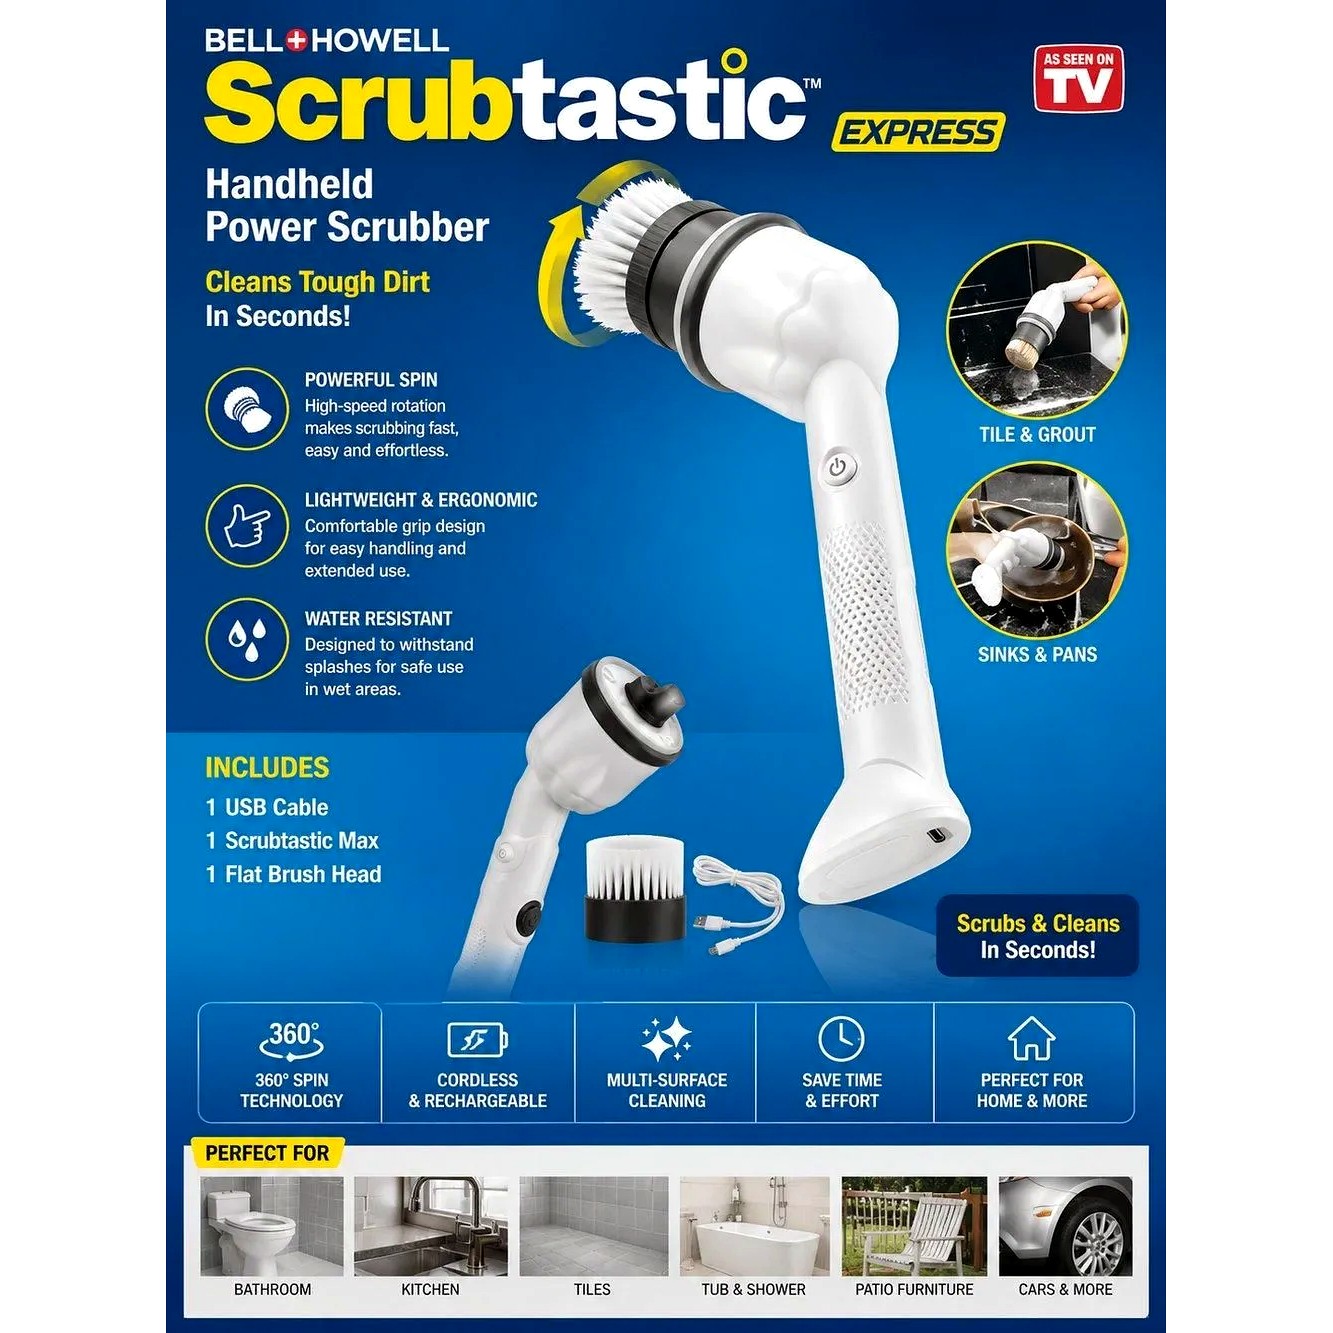 BELL+HOWELL
Scrubtastic™
EXPRESS
AS SEEN ON
TV
Handheld
Power Scrubber
Cleans Tough Dirt
In Seconds!
POWERFUL SPIN
High-speed rotation
makes scrubbing fast,
easy and effortless.
LIGHTWEIGHT & ERGONOMIC
Comfortable grip design
for easy handling and
extended use.
WATER RESISTANT
Designed to withstand
splashes for safe use
in wet areas.
TILE & GROUT
SINKS & PANS
INCLUDES
1 USB Cable
1 Scrubtastic Max
1 Flat Brush Head
Scrubs & Cleans
In Seconds!
360°
360° SPIN
TECHNOLOGY
CORDLESS
& RECHARGEABLE
MULTI-SURFACE
CLEANING
SAVE TIME
& EFFORT
PERFECT FOR
HOME & MORE
PERFECT FOR
BATHROOM
KITCHEN
TILES
TUB & SHOWER
PATIO FURNITURE
CARS & MORE